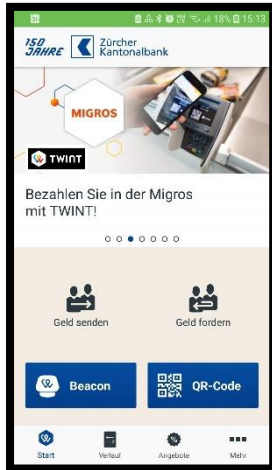 31 18% 15:13
150 JAHRE Zürcher
Kantonalbank
MIGROS
TWINT
Bezahlen Sie in der Migros
mit TWINT!
Geld senden Geld fordern
Beacon QR-Code
Start Verlauf Angebote Mehr